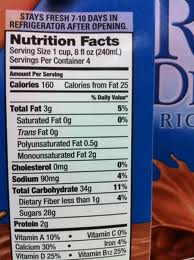 STAYS FRESH 7-10 DAYS IN
REFRIGERATOR AFTER OPENING.
Nutrition Facts
Serving Size 1 cup, 8 fl oz (240mL)
Servings Per Container 4
Amount Per Serving
Calories 160 Calories from Fat 25
% Daily Value*
Total Fat 3g 5%
Saturated Fat 0g 0%
Trans Fat 0g
Polyunsaturated Fat 0.5g
Monounsaturated Fat 2g
Cholesterol 0mg 0%
Sodium 90mg 4%
Total Carbohydrate 34g 11%
Dietary Fiber less than 1g 4%
Sugars 28g
Protein 2g
Vitamin A 10% • Vitamin C 0%
Calcium 30% • Iron 4%
Vitamin D 25% • Vitamin B12 25%
R
D
RIC